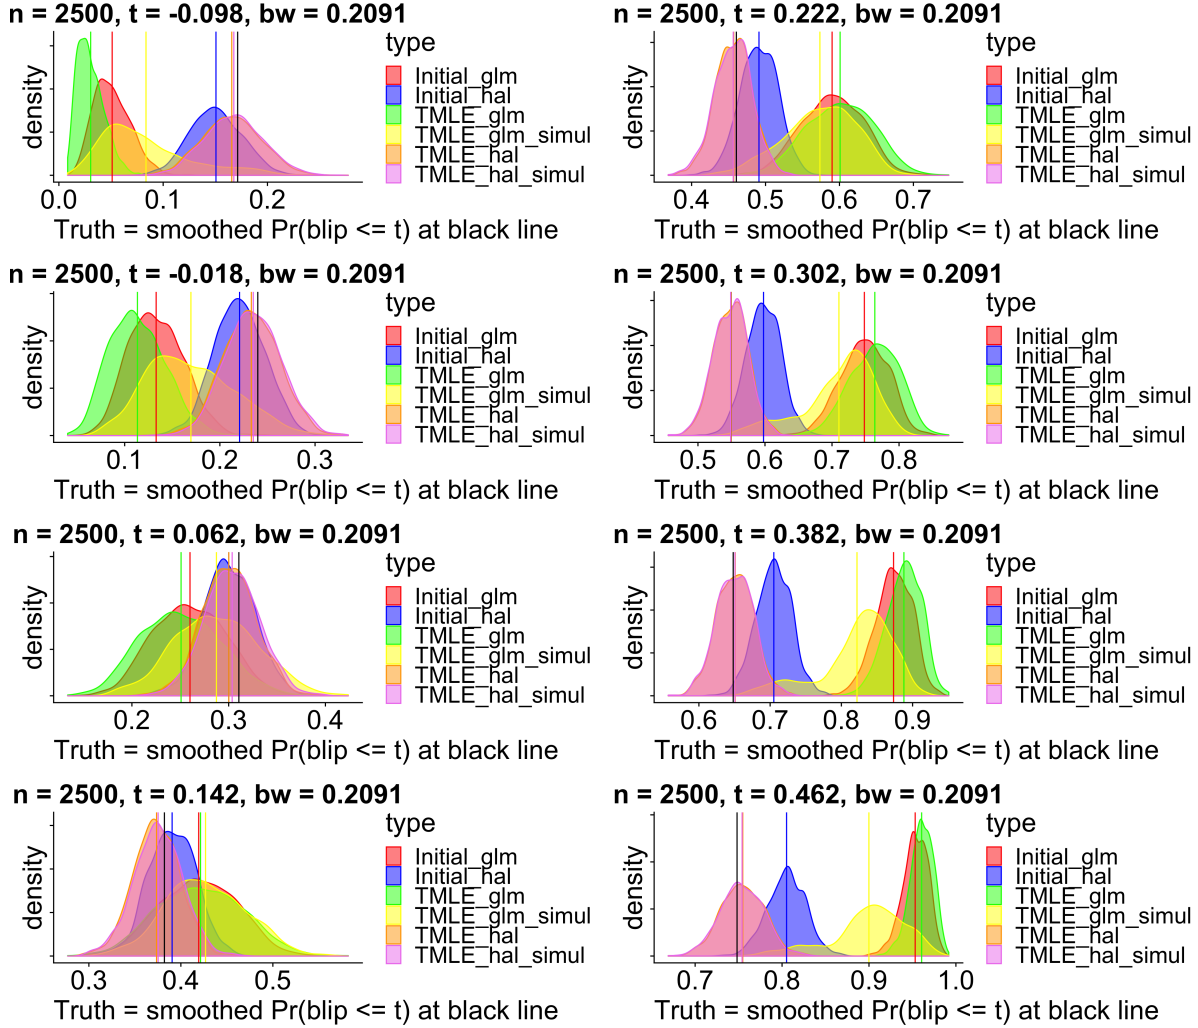 n = 2500, t = -0.098, bw = 0.2091
density
type
Initial_glm
Initial_hal
TMLE_glm
TMLE_glm_simul
TMLE_hal
TMLE_hal_simul
0.0 0.1 0.2
Truth = smoothed Pr(blip <= t) at black line
n = 2500, t = 0.222, bw = 0.2091
density
type
Initial_glm
Initial_hal
TMLE_glm
TMLE_glm_simul
TMLE_hal
TMLE_hal_simul
0.4 0.5 0.6 0.7
Truth = smoothed Pr(blip <= t) at black line
n = 2500, t = -0.018, bw = 0.2091
density
type
Initial_glm
Initial_hal
TMLE_glm
TMLE_glm_simul
TMLE_hal
TMLE_hal_simul
0.1 0.2 0.3
Truth = smoothed Pr(blip <= t) at black line
n = 2500, t = 0.302, bw = 0.2091
density
type
Initial_glm
Initial_hal
TMLE_glm
TMLE_glm_simul
TMLE_hal
TMLE_hal_simul
0.5 0.6 0.7 0.8
Truth = smoothed Pr(blip <= t) at black line
n = 2500, t = 0.062, bw = 0.2091
density
type
Initial_glm
Initial_hal
TMLE_glm
TMLE_glm_simul
TMLE_hal
TMLE_hal_simul
0.2 0.3 0.4
Truth = smoothed Pr(blip <= t) at black line
n = 2500, t = 0.382, bw = 0.2091
density
type
Initial_glm
Initial_hal
TMLE_glm
TMLE_glm_simul
TMLE_hal
TMLE_hal_simul
0.6 0.7 0.8 0.9
Truth = smoothed Pr(blip <= t) at black line
n = 2500, t = 0.142, bw = 0.2091
density
type
Initial_glm
Initial_hal
TMLE_glm
TMLE_glm_simul
TMLE_hal
TMLE_hal_simul
0.3 0.4 0.5
Truth = smoothed Pr(blip <= t) at black line
n = 2500, t = 0.462, bw = 0.2091
density
type
Initial_glm
Initial_hal
TMLE_glm
TMLE_glm_simul
TMLE_hal
TMLE_hal_simul
0.7 0.8 0.9 1.0
Truth = smoothed Pr(blip <= t) at black line